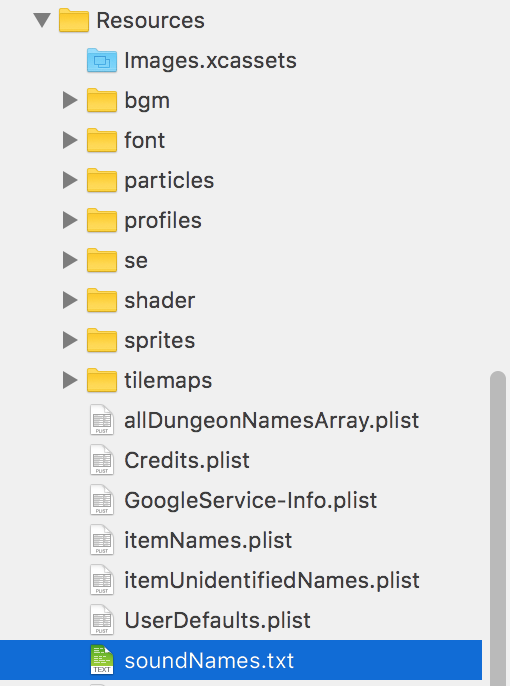 Resources
Images.xcassets
bgm
font
particles
profiles
se
shader
sprites
tilemaps
allDungeonNamesArray.plist
Credits.plist
GoogleService-Info.plist
itemNames.plist
itemUnidentifiedNames.plist
UserDefaults.plist
soundNames.txt